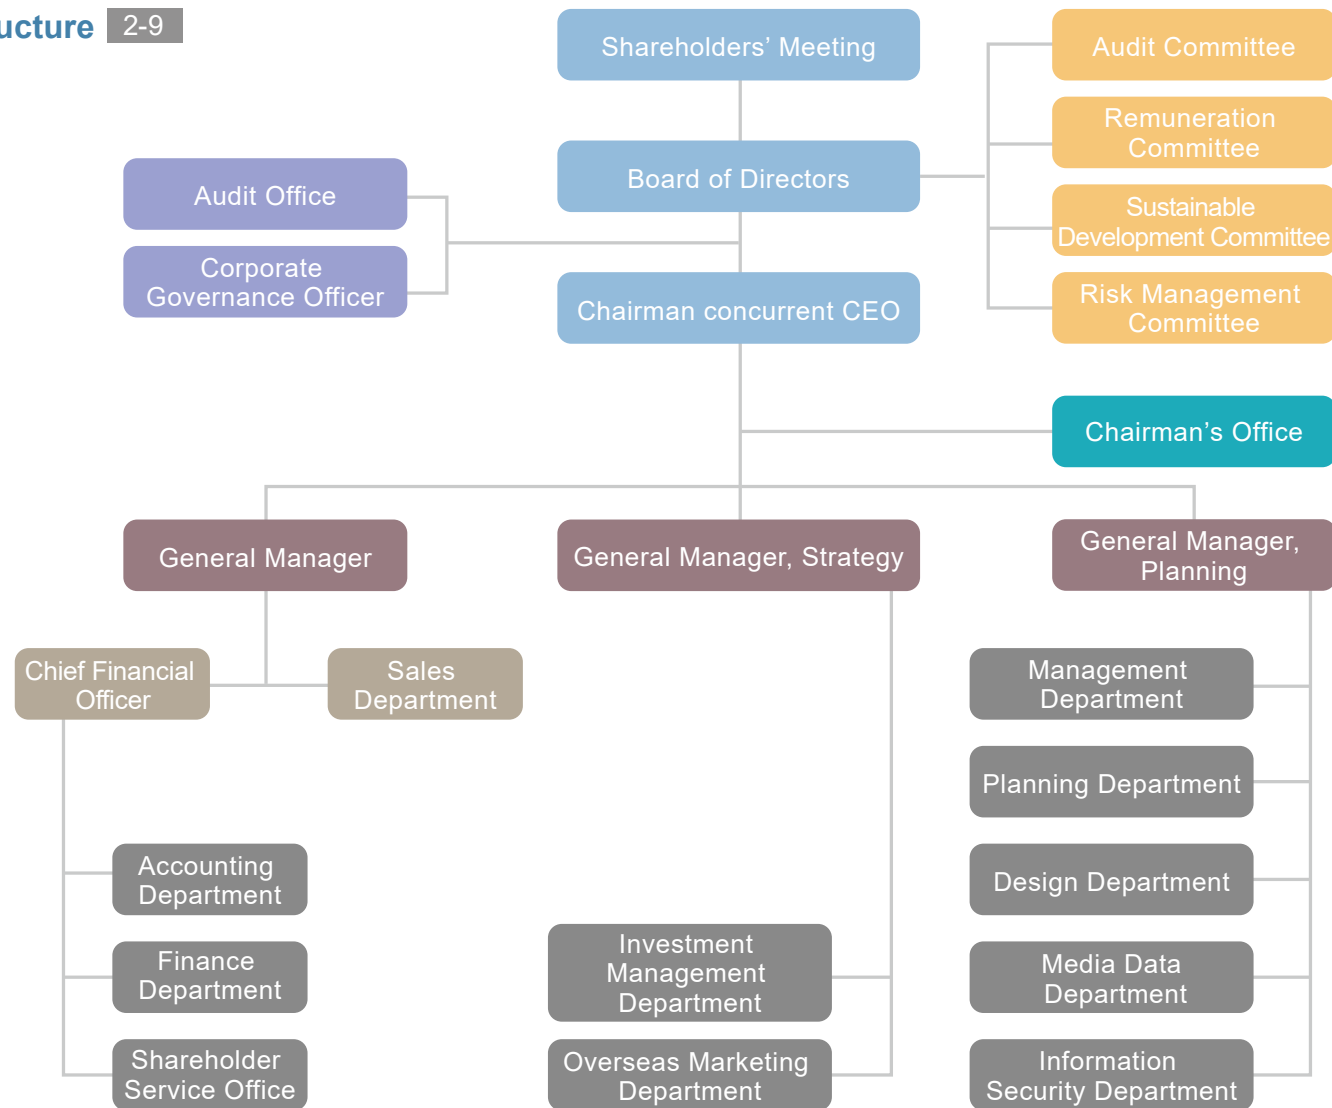 ucture 2-9
Shareholders’ Meeting
Audit Committee
Remuneration
Committee
Board of Directors
Audit Office
Sustainable
Development Committee
Corporate
Governance Officer
Chairman concurrent CEO
Risk Management
Committee
Chairman’s Office
General Manager
General Manager, Strategy
General Manager,
Planning
Chief Financial
Officer
Sales
Department
Management
Department
Planning Department
Accounting
Department
Design Department
Finance
Department
Investment
Management
Department
Media Data
Department
Shareholder
Service Office
Overseas Marketing
Department
Information
Security Department